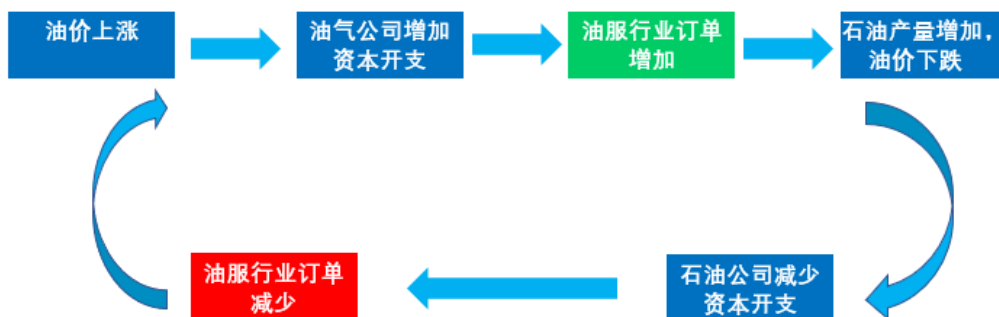 油价上涨
油气公司增加
资本开支
油服行业订单
增加
石油产量增加，
油价下跌
石油公司减少
资本开支
油服行业订单
减少